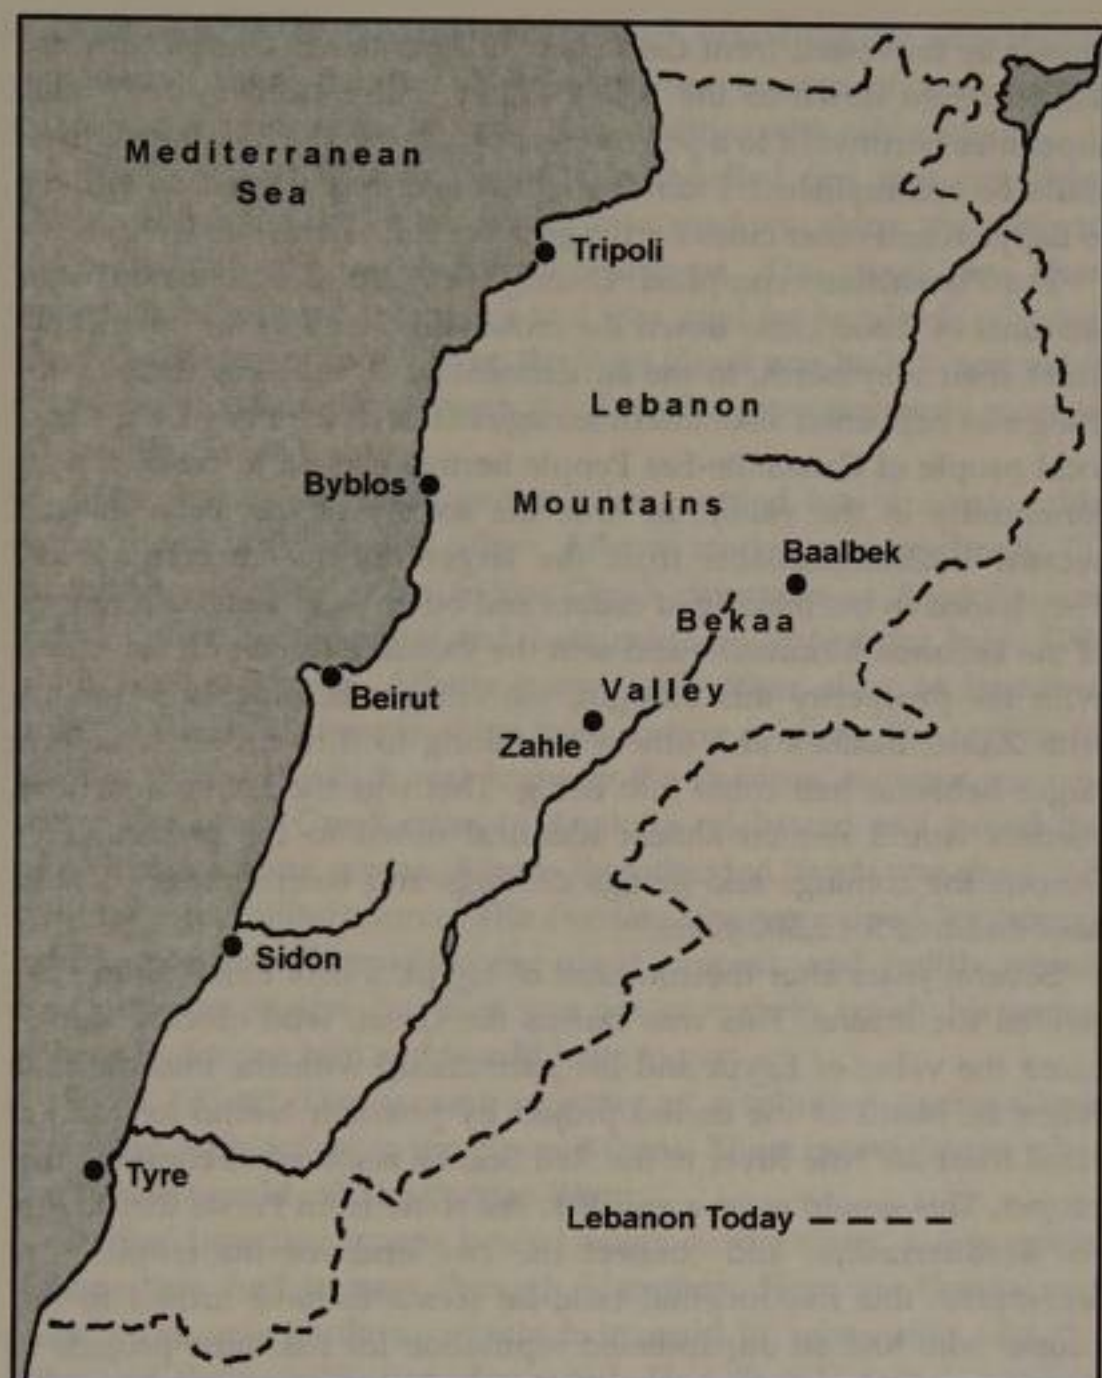 Mediterranean
Sea
Tripoli
Lebanon
Byblos
Mountains
Baalbek
Bekaa
Valley
Beirut
Zahle
Sidon
Tyre
Lebanon Today